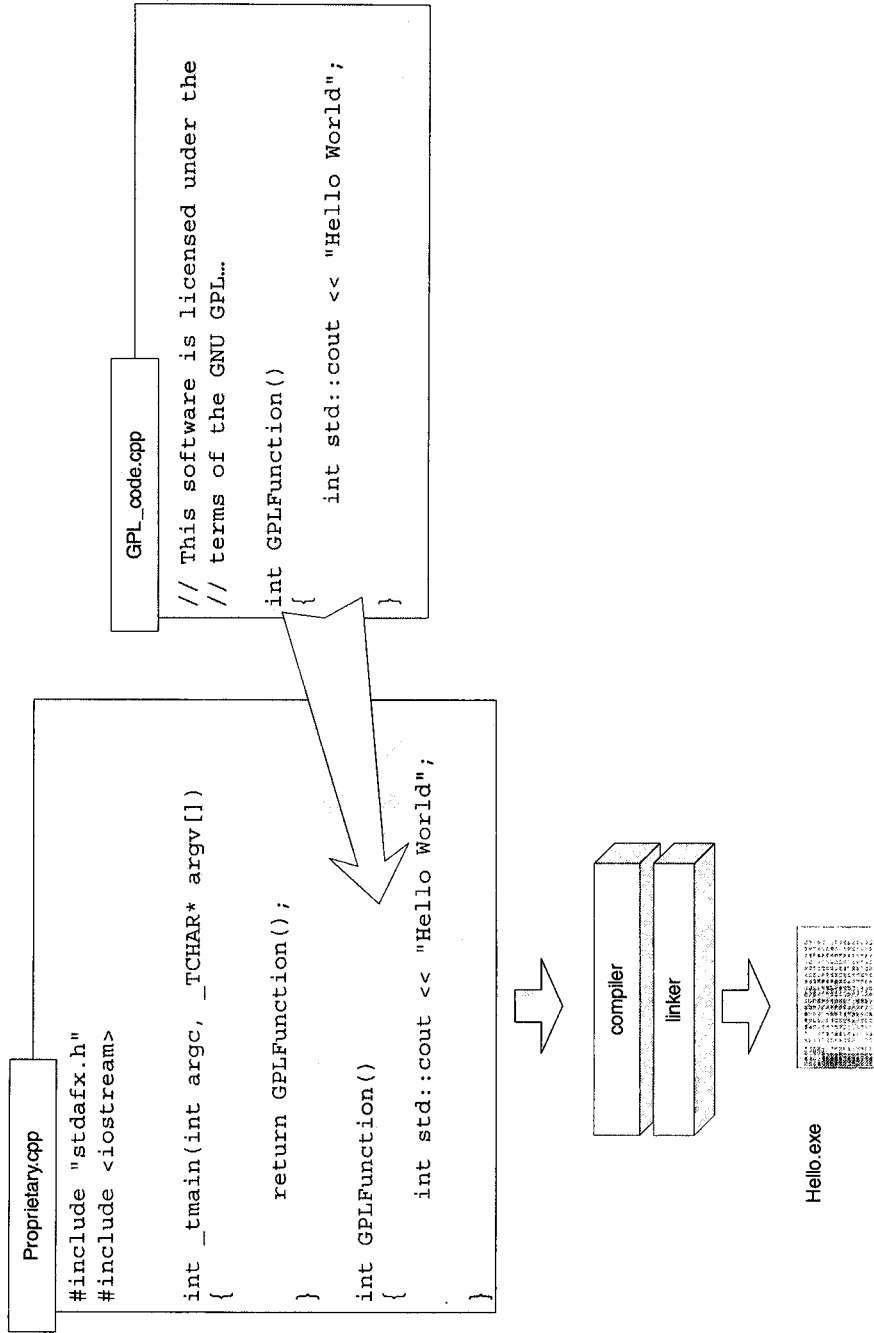 Proprietary.cpp
#include "stdafx.h"
#include <iostream>
int _tmain(int argc, _TCHAR* argv[])
{
return GPLFunction();
}
int GPLFunction()
{
int std::cout << "Hello World";
}
GPL_code.cpp
// This software is licensed under the
// terms of the GNU GPL…
int GPLFunction()
{
int std::cout << "Hello World";
}
compiler
linker
Hello.exe